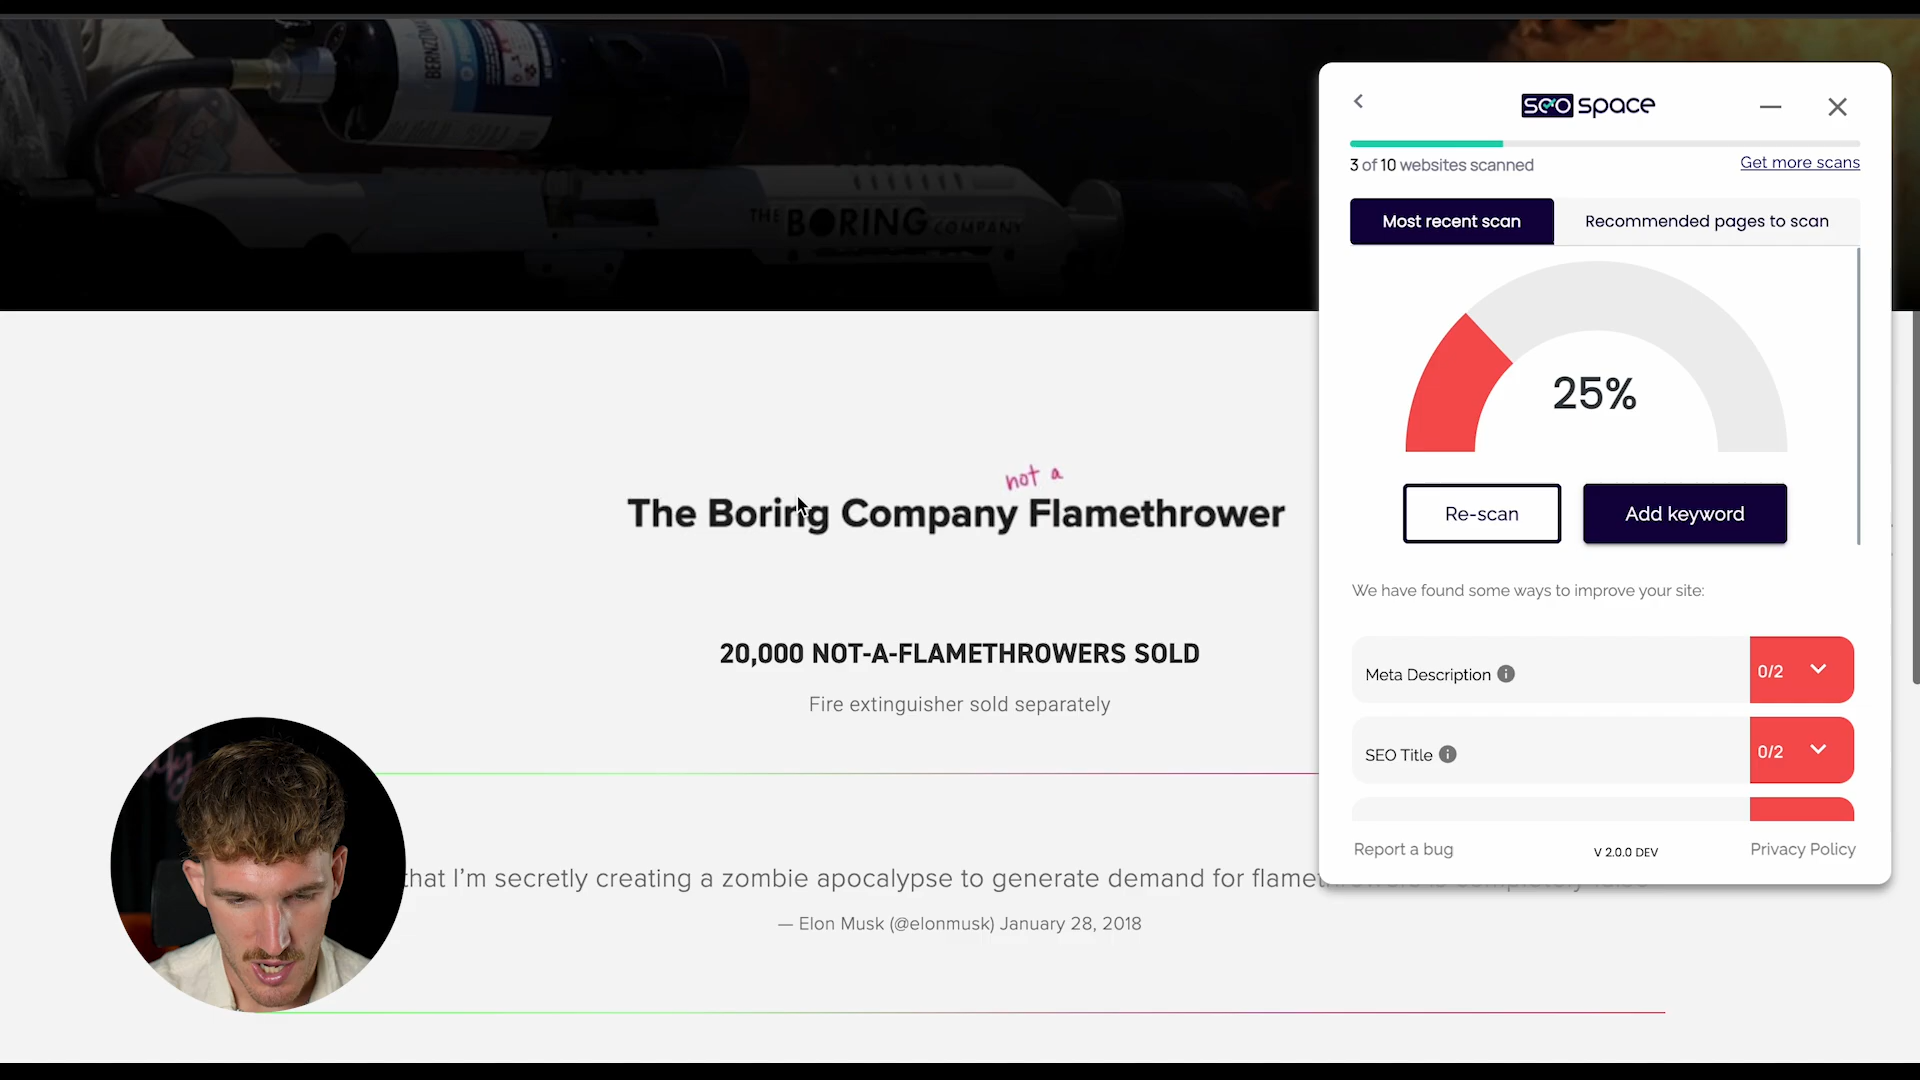 BERNZOMATIC
THE BORING COMPANY
not a
The Boring Company Flamethrower
20,000 NOT-A-FLAMETHROWERS SOLD
Fire extinguisher sold separately
that I'm secretly creating a zombie apocalypse to generate demand for
— Elon Musk (@elonmusk) January 28, 2018
seo space
3 of 10 websites scanned
Get more scans
Most recent scan
Recommended pages to scan
25%
Re-scan
Add keyword
We have found some ways to improve your site:
Meta Description
0/2
SEO Title
0/2
Report a bug
V 2.0.0 DEV
Privacy Policy